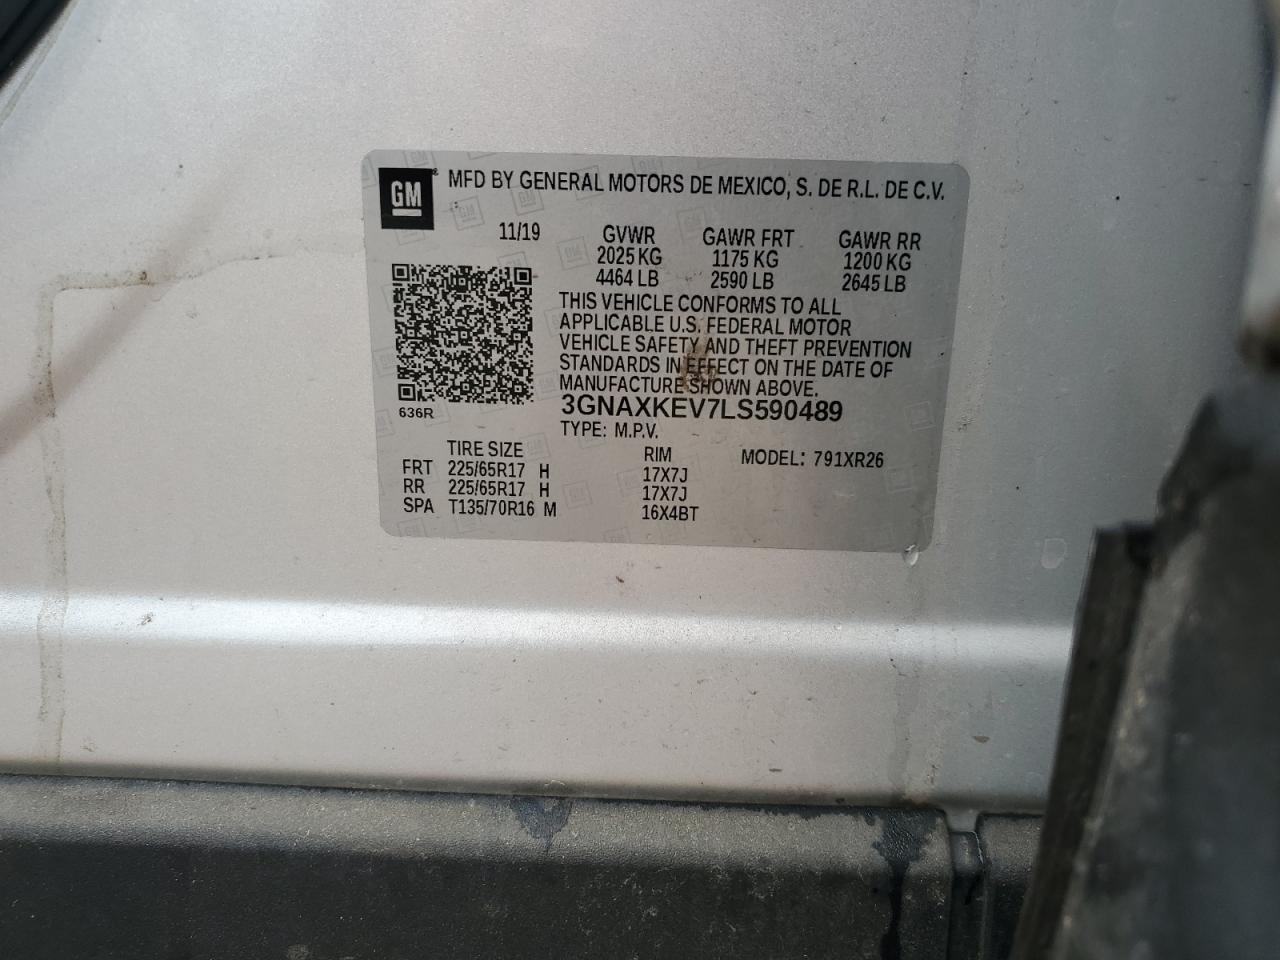 GM
MFD BY GENERAL MOTORS DE MEXICO, S. DE R.L. DE C.V.
11/19 GVWR GAWR FRT GAWR RR
2025 KG 1175 KG 1200 KG
4464 LB 2590 LB 2645 LB
THIS VEHICLE CONFORMS TO ALL
APPLICABLE U.S. FEDERAL MOTOR
VEHICLE SAFETY AND THEFT PREVENTION
STANDARDS IN EFFECT ON THE DATE OF
MANUFACTURE SHOWN ABOVE.
636R 3GNAXKEV7LS590489
TYPE: M.P.V.
TIRE SIZE RIM MODEL: 791XR26
FRT 225/65R17 H 17X7J
RR 225/65R17 H 17X7J
SPA T135/70R16 M 16X4BT